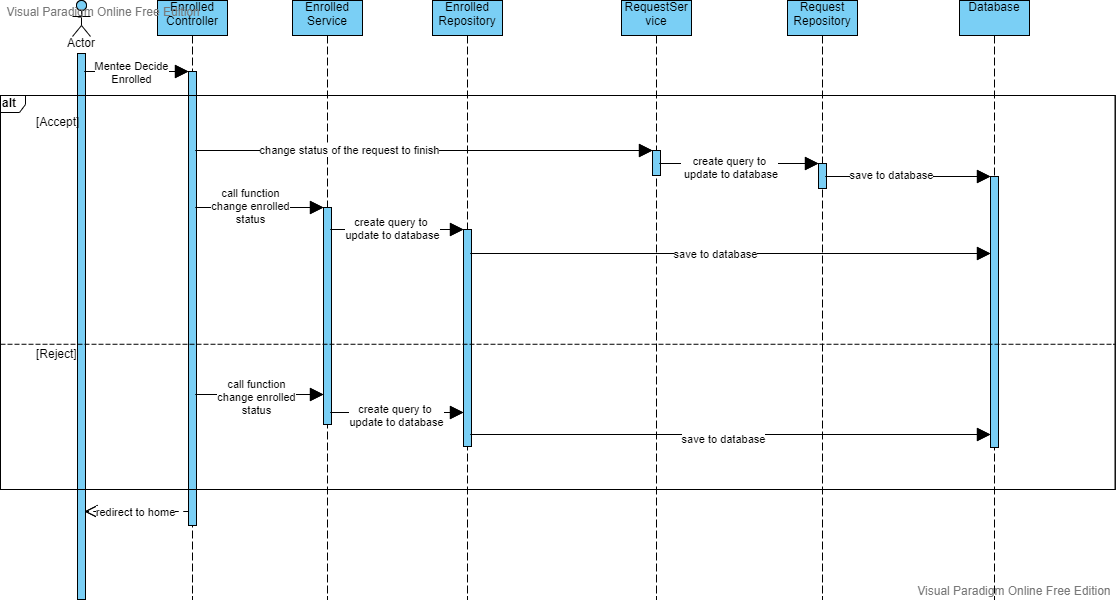 Visual Paradigm Online Free Edition
Enrolled
Controller
Enrolled
Service
Enrolled
Repository
RequestSer
vice
Request
Repository
Database
Actor
Mentee Decide
Enrolled
alt
[Accept]
change status of the request to finish
create query to
update to database
save to database
call function
change enrolled
status
create query to
update to database
save to database
[Reject]
call function
change enrolled
status
create query to
update to database
save to database
redirect to home
Visual Paradigm Online Free Edition